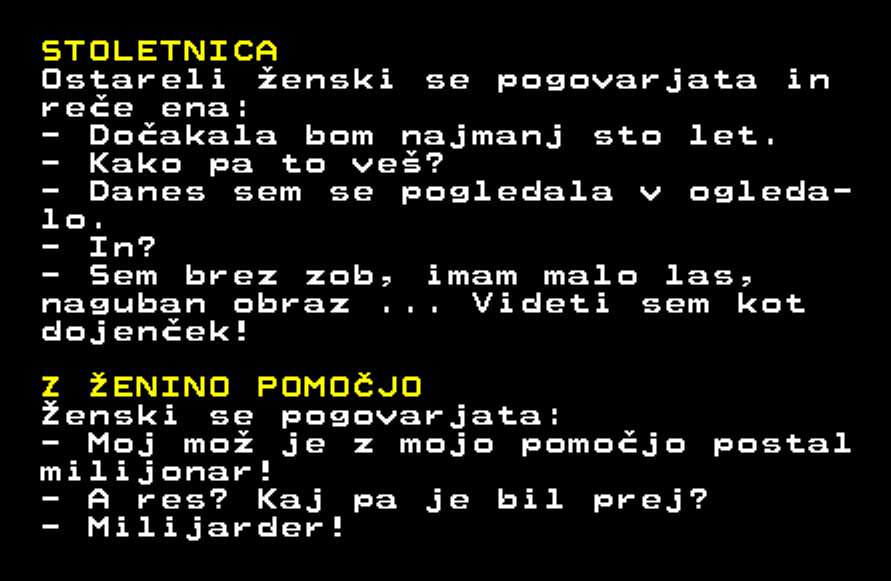 STOLETNICA
Ostareli ženski se pogovarjata in
reče ena:
- Dočakala bom najmanj sto let.
- Kako pa to veš?
- Danes sem se pogledala v ogleda-
lo.
- In?
- Sem brez zob, imam malo las,
naguban obraz ... Videti sem kot
dojenček!
Z ŽENINO POMOČJO
Ženski se pogovarjata:
- Moj mož je z mojo pomočjo postal
milijonar!
- A res? Kaj pa je bil prej?
- Milijarder!